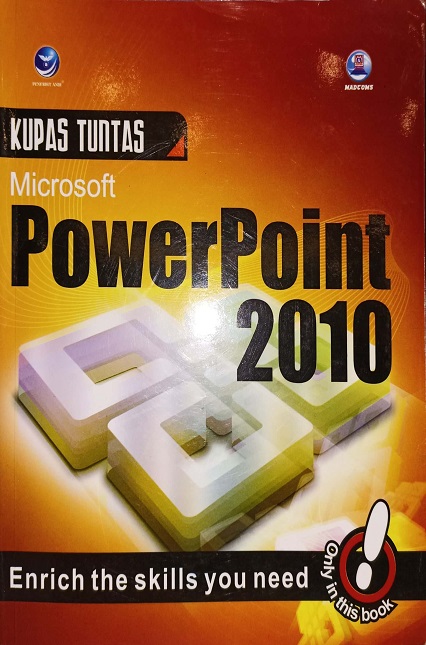 MADCOMS
KUPAS TUNTAS
Microsoft
PowerPoint
2010
Enrich the skills you need
!
Only in this book